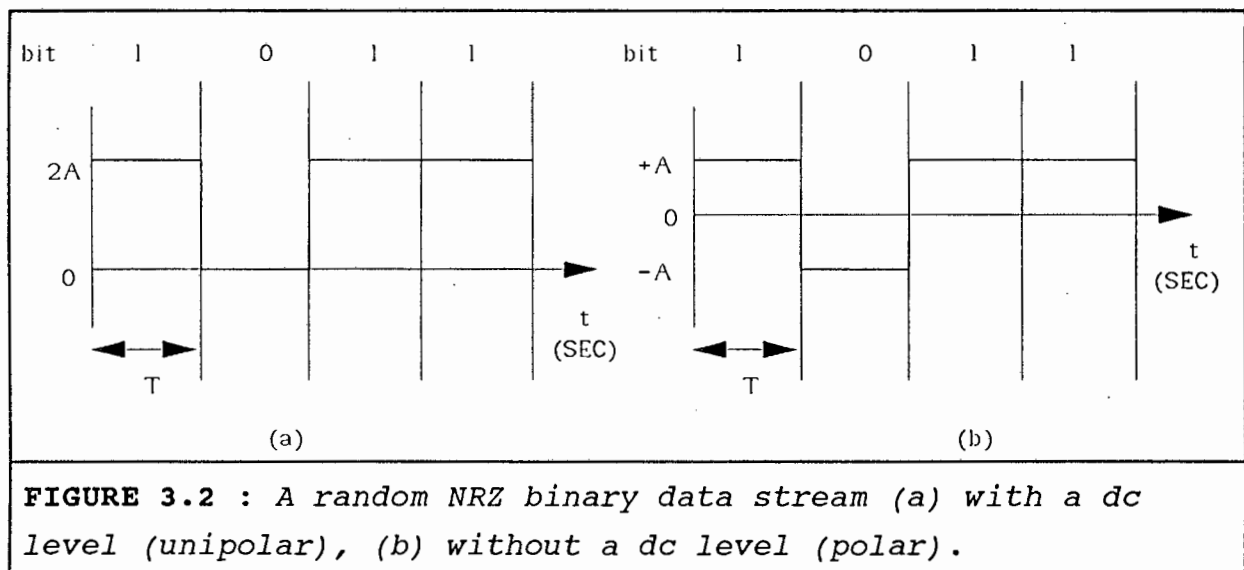 bit 1 0 1 1
2A
0
t
(SEC)
T
(a)
bit 1 0 1 1
+A
0
-A
t
(SEC)
T
(b)
FIGURE 3.2 : A random NRZ binary data stream (a) with a dc
level (unipolar), (b) without a dc level (polar).